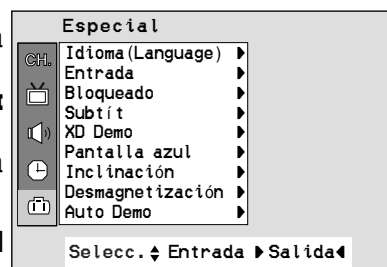 Especial
CH.
Idioma(Language)
Entrada
Bloqueado
Subtít
XD Demo
Pantalla azul
Inclinación
Desmagnetización
Auto Demo
Selecc. Entrada Salida